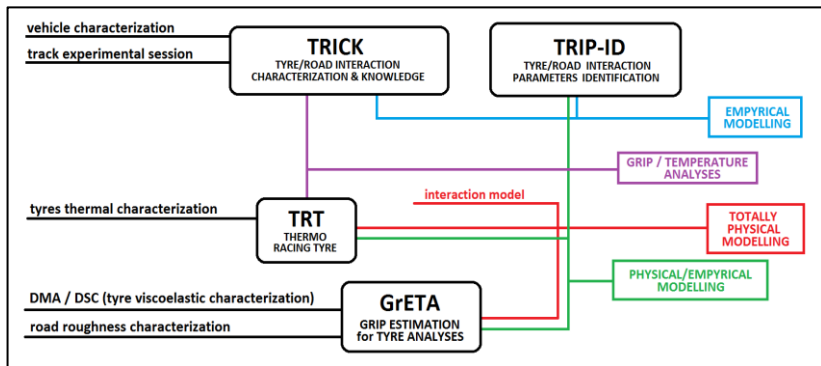 vehicle characterization
track experimental session
TRICK
TYRE/ROAD INTERACTION
CHARACTERIZATION & KNOWLEDGE
TRIP-ID
TYRE/ROAD INTERACTION
PARAMETERS IDENTIFICATION
EMPYRICAL
MODELLING
GRIP / TEMPERATURE
ANALYSES
interaction model
tyres thermal characterization
TRT
THERMO
RACING TYRE
TOTALLY
PHYSICAL
MODELLING
PHYSICAL/EMPYRICAL
MODELLING
DMA / DSC (tyre viscoelastic characterization)
road roughness characterization
GrETA
GRIP ESTIMATION
for TYRE ANALYSES